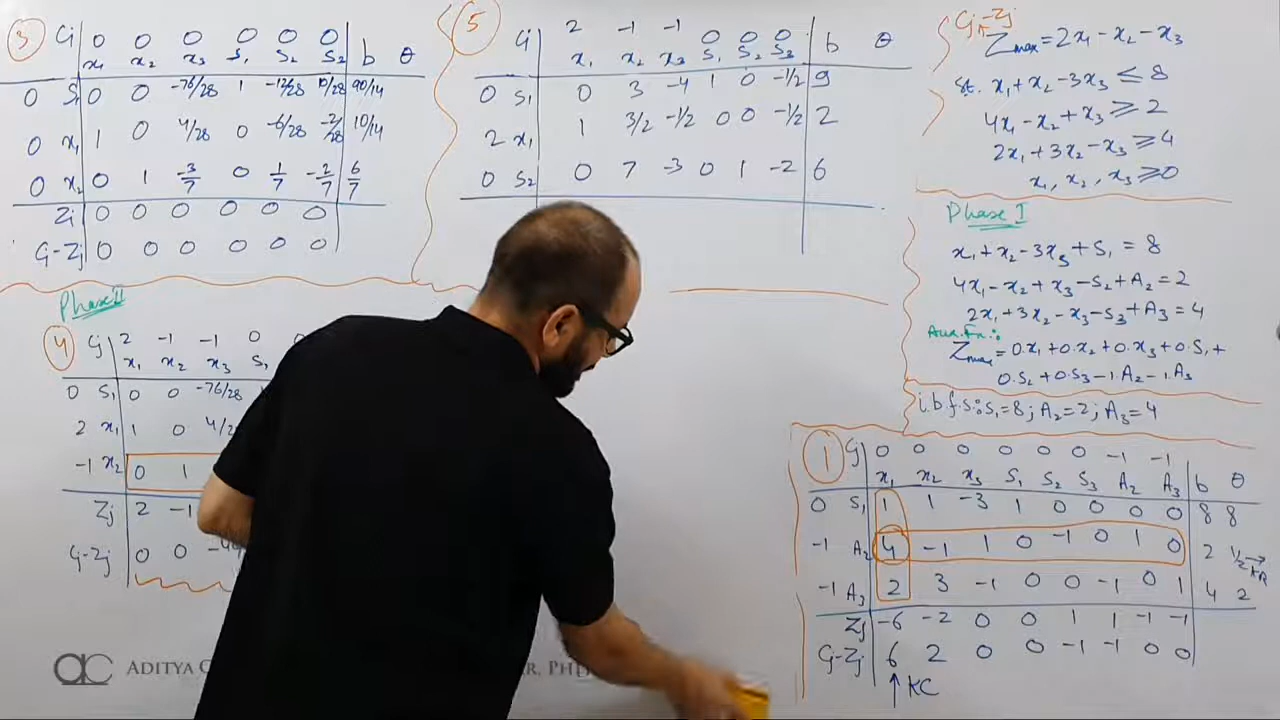 3
Cj 0 0 0 0 0 0
x₁ x₂ x₃ S₁ S₂ S₂ b θ
0 S₁ 0 0 -76/28 1 -12/28 10/28 90/14
0 x₁ 1 0 4/28 0 -6/28 -2/28 10/14
0 x₂ 0 1 -3/7 0 1/7 -2/7 6/7
Zj 0 0 0 0 0 0
Cj-Zj 0 0 0 0 0 0
Phase II
4
Cj 2 -1 -1 0
x₁ x₂ x₃ S₁
0 S₁ 0 0 -76/28
2 x₁ 1 0
-1 x₂ 0 1
Zj 2 -1
Cj-Zj 0 0
5
Cj 2 -1 -1 0 0 0
x₁ x₂ x₃ S₁ S₂ S₃ b θ
0 S₁ 0 3 -4 1 0 -1/2 9
2 x₁ 1 3/2 -1/2 0 0 -1/2 2
0 S₂ 0 7 -3 0 1 -2 6
Cj-Zj
Zmax = 2x₁ - x₂ - x₃
St. x₁ + x₂ - 3x₃ ≤ 8
4x₁ - x₂ + x₃ ≥ 2
2x₁ + 3x₂ - x₃ ≥ 4
x₁, x₂, x₃ ≥ 0
Phase I
x₁ + x₂ - 3x₃ + S₁ = 8
4x₁ - x₂ + x₃ - S₂ + A₂ = 2
2x₁ + 3x₂ - x₃ - S₃ + A₃ = 4
Aux. Fn.:
Zmax = 0.x₁ + 0.x₂ + 0.x₃ + 0.S₁ +
0.S₂ + 0.S₃ - 1.A₂ - 1.A₃
i.b.f.s: S₁ = 8; A₂ = 2; A₃ = 4
1
Cj 0 0 0 0 0 0 -1 -1
x₁ x₂ x₃ S₁ S₂ S₃ A₂ A₃ b θ
0 S₁ 1 1 -3 1 0 0 0 0 8 8
-1 A₂ 4 -1 1 0 -1 0 1 0 2 1/2 → KR
-1 A₃ 2 3 -1 0 0 -1 0 1 4 2
Zj -6 -2 0 0 1 1 -1 -1
Cj-Zj 6 2 0 0 -1 -1 0 0
↑ KC
ac ADITYA